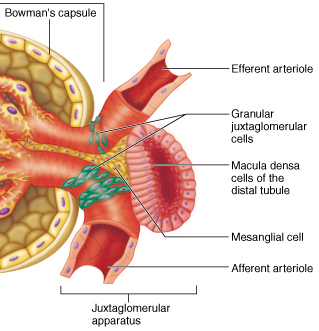 Bowman's capsule
Efferent arteriole
Granular
juxtaglomerular
cells
Macula densa
cells of the
distal tubule
Mesanglial cell
Afferent arteriole
Juxtaglomerular
apparatus